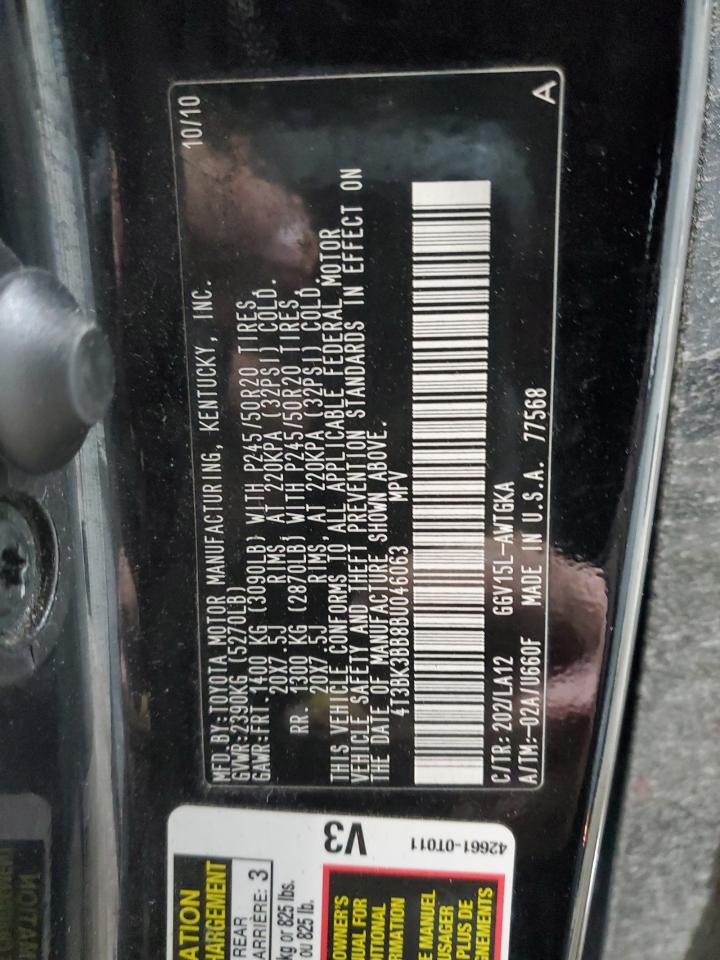 MFD.BY:TOYOTA MOTOR MANUFACTURING, KENTUCKY, INC. 10/10
GVWR:2390KG (5270LB)
GAWR:FRT.1400 KG (3090LB) WITH P245/50R20 TIRES,
20X7.5J RIMS,AT 220KPA (32PSI) COLD.
RR. 1300 KG (2870LB) WITH P245/50R20 TIRES,
20X7.5J RIMS,AT 220KPA (32PSI) COLD.
THIS VEHICLE CONFORMS TO ALL APPLICABLE FEDERAL MOTOR
VEHICLE SAFETY AND THEFT PREVENTION STANDARDS IN EFFECT ON
THE DATE OF MANUFACTURE SHOWN ABOVE.
4T3BK3BB8BU046063 MPV
C/TR:202/LA12 GGV15L-AWTGKA
A/TM:-02A/U660F MADE IN U.S.A. 77568 A
V3
42661-0T011
ATION
HARGEMENT
REAR
ARRIÈRE: 3
kg or 825 lbs.
ou 825 lb.
OWNER'S
NUAL FOR
ITIONAL
RMATION
E MANUEL
USAGER
PLUS DE
GNEMENTS